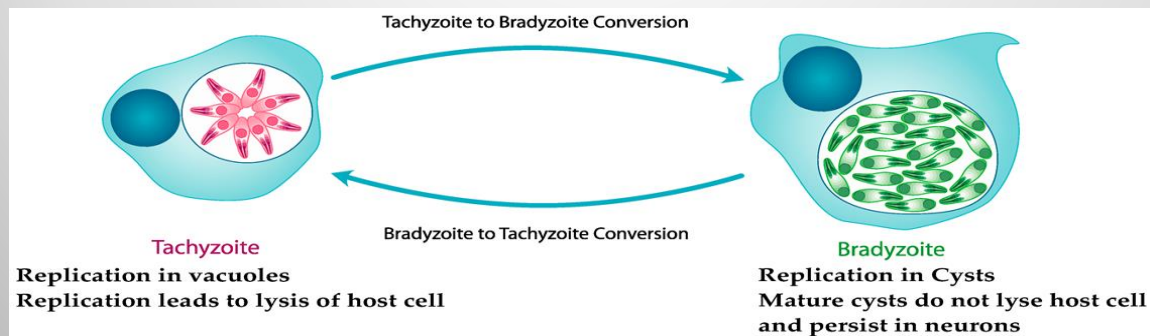 Tachyzoite to Bradyzoite Conversion
Bradyzoite to Tachyzoite Conversion
Tachyzoite
Replication in vacuoles
Replication leads to lysis of host cell
Bradyzoite
Replication in Cysts
Mature cysts do not lyse host cell
and persist in neurons